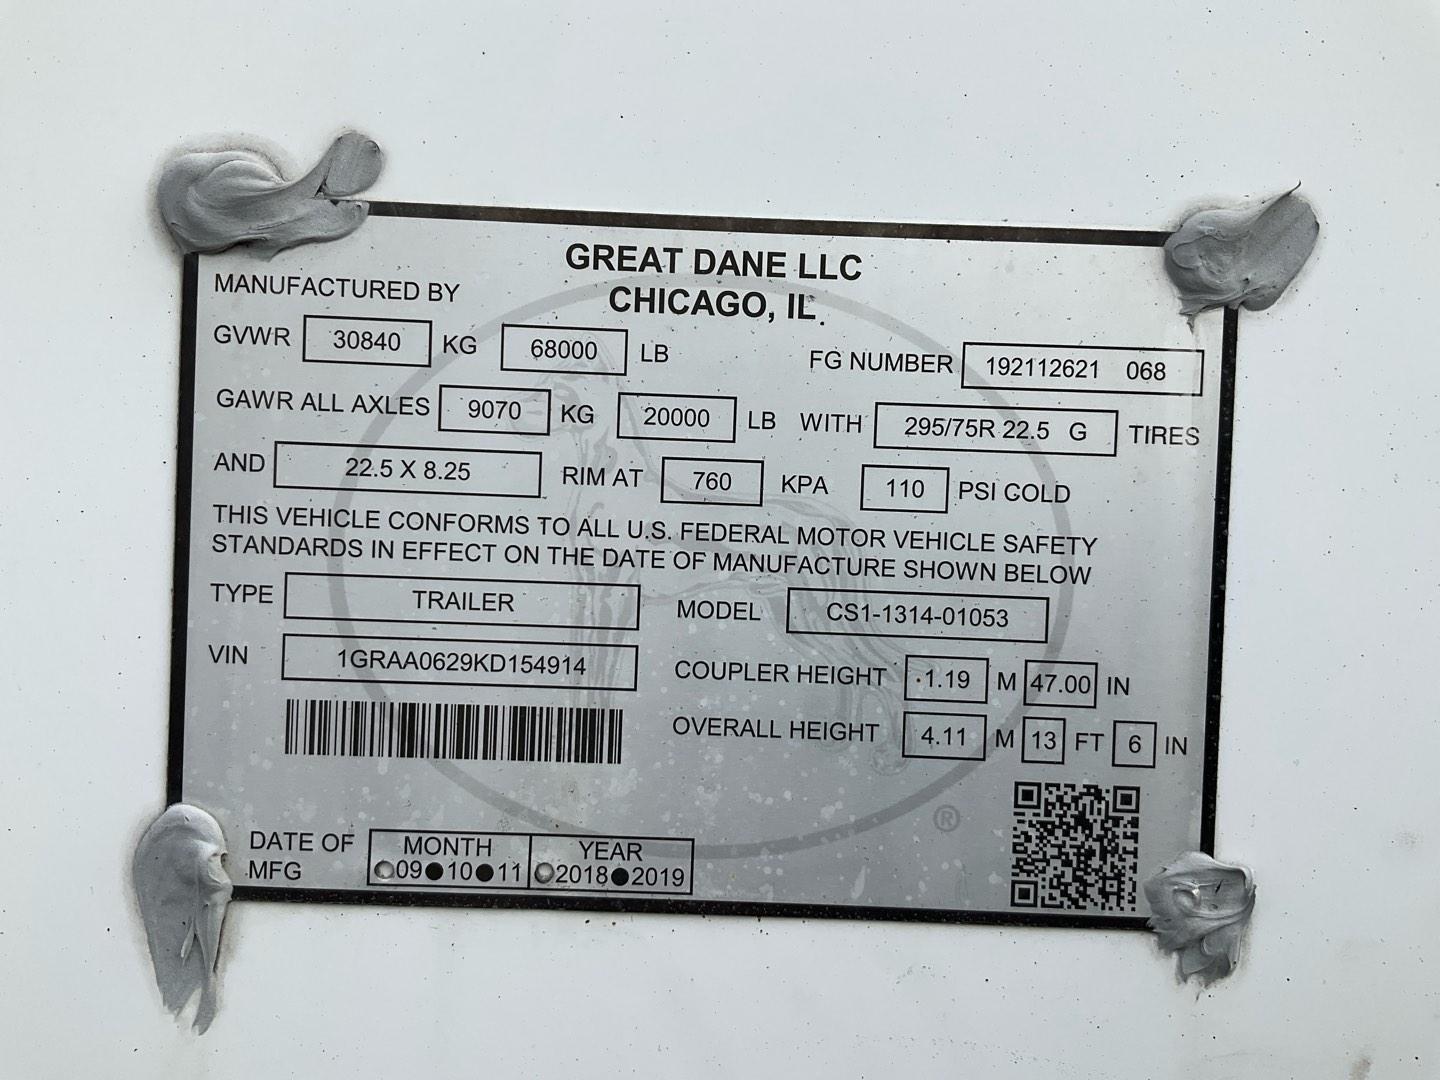 GREAT DANE LLC
MANUFACTURED BY CHICAGO, IL.
GVWR 30840 KG 68000 LB FG NUMBER 192112621 068
GAWR ALL AXLES 9070 KG 20000 LB WITH 295/75R 22.5 G TIRES
AND 22.5 X 8.25 RIM AT 760 KPA 110 PSI COLD
THIS VEHICLE CONFORMS TO ALL U.S. FEDERAL MOTOR VEHICLE SAFETY
STANDARDS IN EFFECT ON THE DATE OF MANUFACTURE SHOWN BELOW
TYPE TRAILER MODEL CS1-1314-01053
VIN 1GRAA0629KD154914 COUPLER HEIGHT 1.19 M 47.00 IN
OVERALL HEIGHT 4.11 M 13 FT 6 IN
®
DATE OF MONTH YEAR
MFG 09 10 11 2018 2019